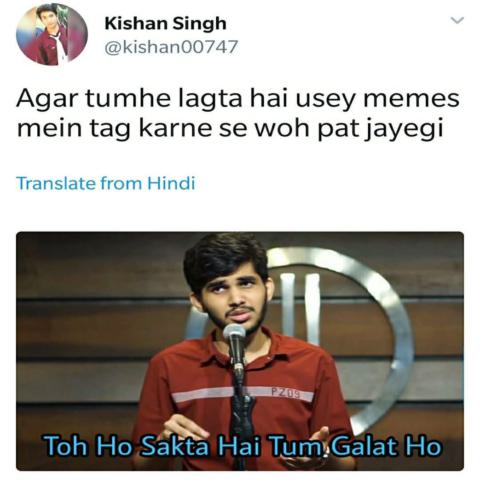 Kishan Singh
@kishan00747
Agar tumhe lagta hai usey memes
mein tag karne se woh pat jayegi
Translate from Hindi
PZ09
Toh Ho Sakta Hai Tum Galat Ho